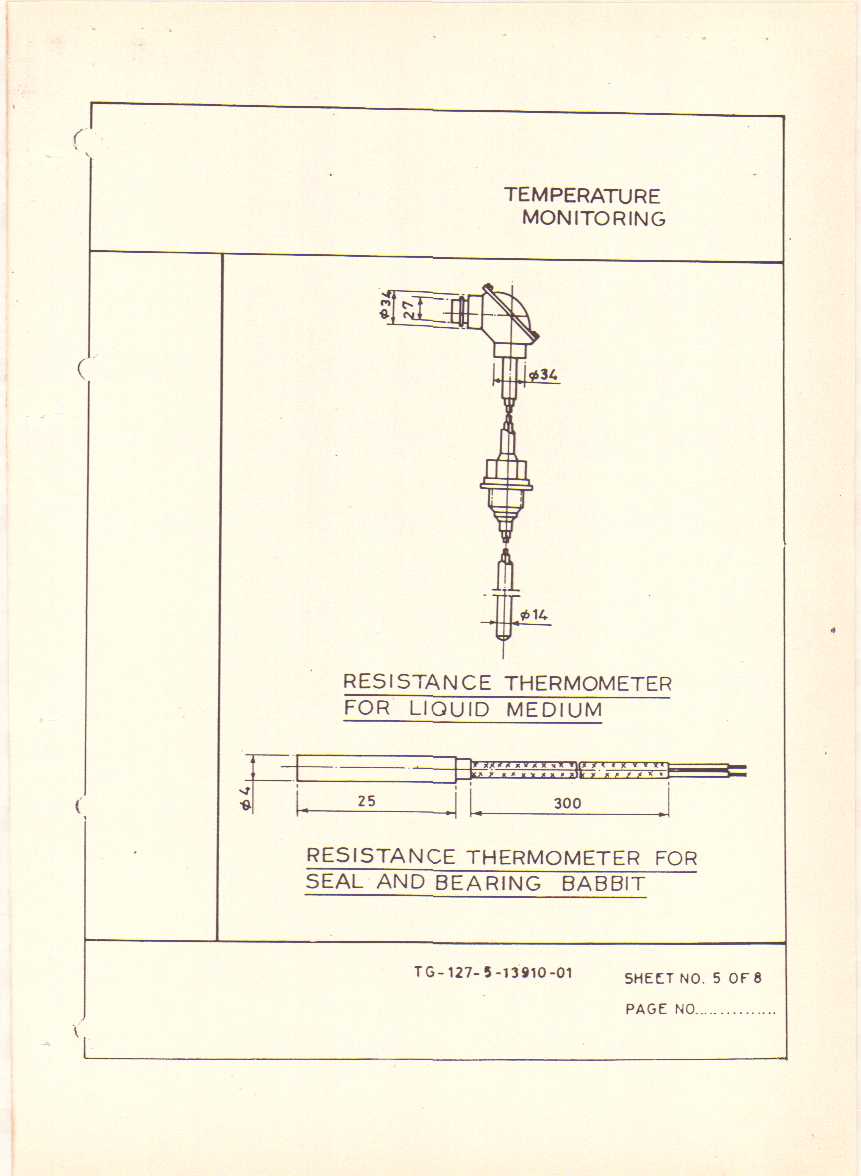 TEMPERATURE
MONITORING
φ34
27
φ34
φ14
RESISTANCE THERMOMETER
FOR LIQUID MEDIUM
φ4
25
300
RESISTANCE THERMOMETER FOR
SEAL AND BEARING BABBIT
TG-127-5-13910-01
SHEET NO. 5 OF 8
PAGE NO...............